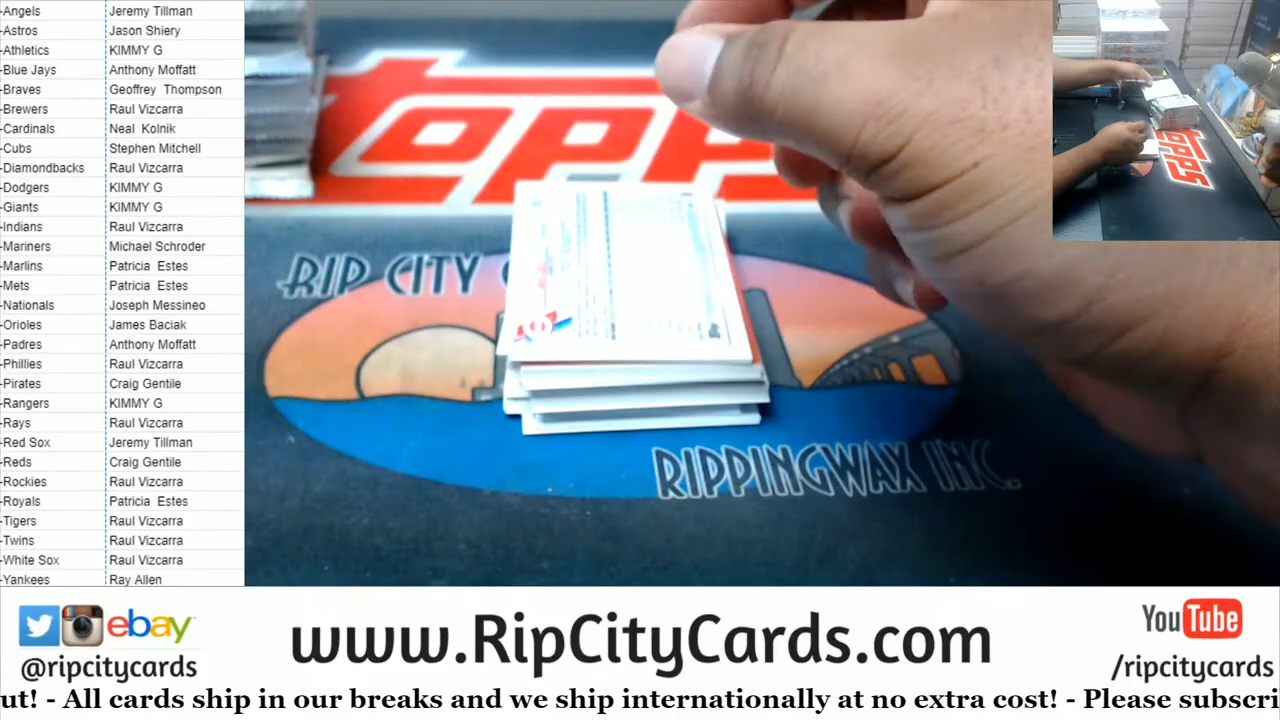 -Angels Jeremy Tillman
-Astros Jason Shiery
-Athletics KIMMY G
-Blue Jays Anthony Moffatt
-Braves Geoffrey Thompson
-Brewers Raul Vizcarra
-Cardinals Neal Kolnik
-Cubs Stephen Mitchell
-Diamondbacks Raul Vizcarra
-Dodgers KIMMY G
-Giants KIMMY G
-Indians Raul Vizcarra
-Mariners Michael Schroder
-Marlins Patricia Estes
-Mets Patricia Estes
-Nationals Joseph Messineo
-Orioles James Baciak
-Padres Anthony Moffatt
-Phillies Raul Vizcarra
-Pirates Craig Gentile
-Rangers KIMMY G
-Rays Raul Vizcarra
-Red Sox Jeremy Tillman
-Reds Craig Gentile
-Rockies Raul Vizcarra
-Royals Patricia Estes
-Tigers Raul Vizcarra
-Twins Raul Vizcarra
-White Sox Raul Vizcarra
-Yankees Ray Allen
topps
RIP CITY
RIPPINGWAX INC.
topps
ebay
@ripcitycards
www.RipCityCards.com
YouTube
/ripcitycards
ut! - All cards ship in our breaks and we ship internationally at no extra cost! - Please subscri